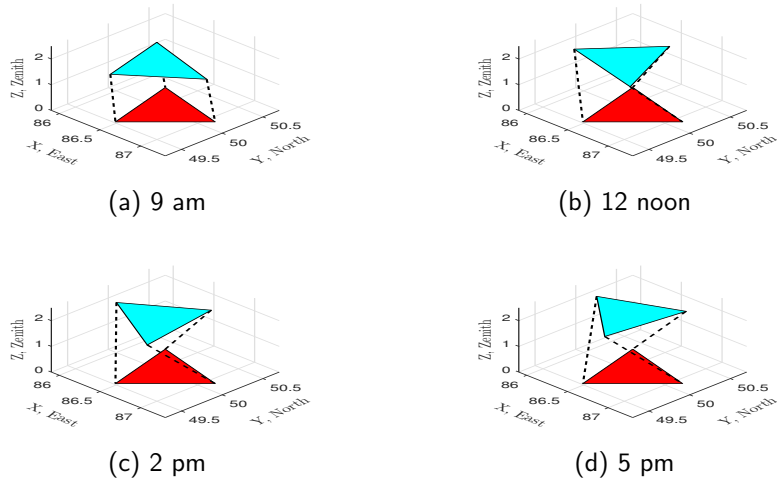 Z, Zenith
2
1
0
86
86.5
87
X, East
49.5
50
50.5
Y, North
(a) 9 am
Z, Zenith
2
1
0
86
86.5
87
X, East
49.5
50
50.5
Y, North
(b) 12 noon
Z, Zenith
2
1
0
86
86.5
87
X, East
49.5
50
50.5
Y, North
(c) 2 pm
Z, Zenith
2
1
0
86
86.5
87
X, East
49.5
50
50.5
Y, North
(d) 5 pm